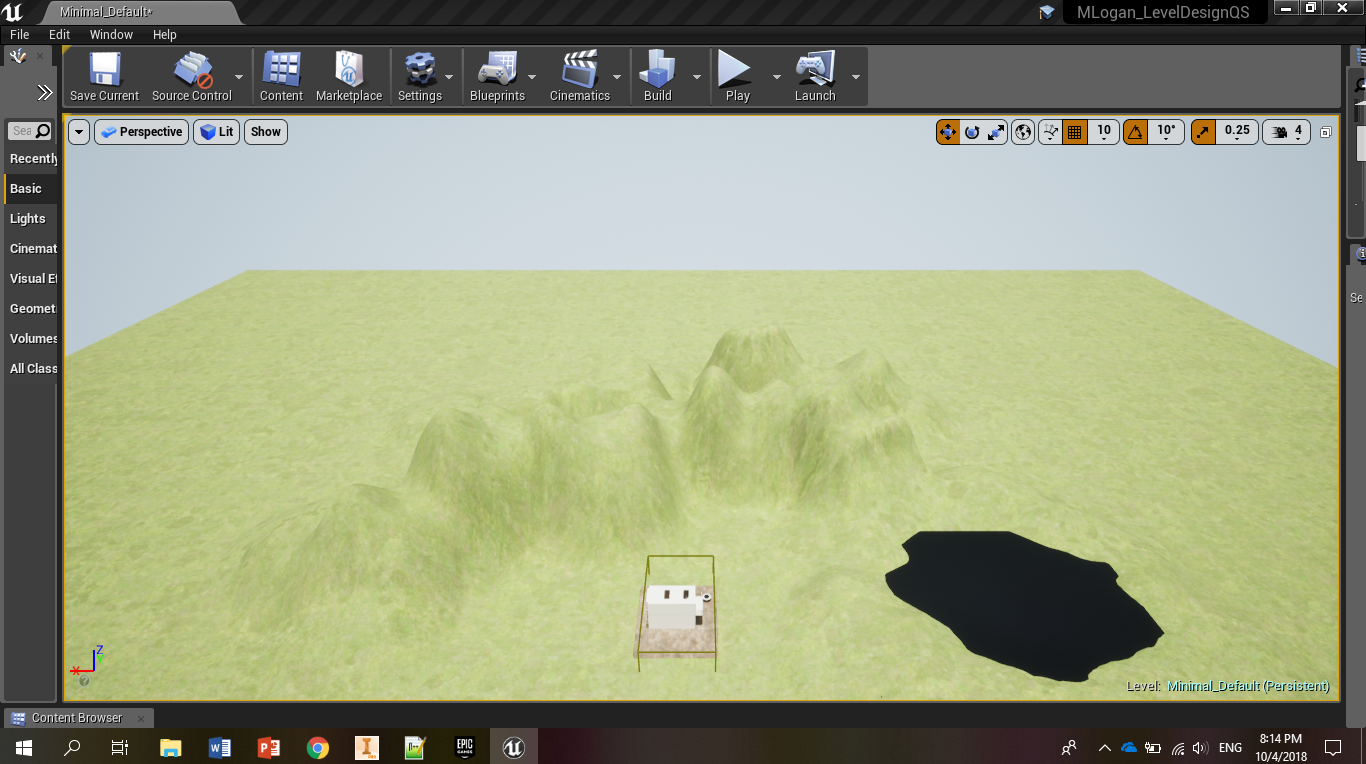 Minimal_Default*
MLogan_LevelDesignQS
File Edit Window Help
Save Current
Source Control
Content
Marketplace
Settings
Blueprints
Cinematics
Build
Play
Launch
Perspective
Lit
Show
10
10°
0.25
4
Sea
Recently
Basic
Lights
Cinemat
Visual Ef
Geomet
Volumes
All Class
Se
Z
Y
X
Level: Minimal_Default (Persistent)
Content Browser
EPIC
GAMES
ENG
8:14 PM
10/4/2018